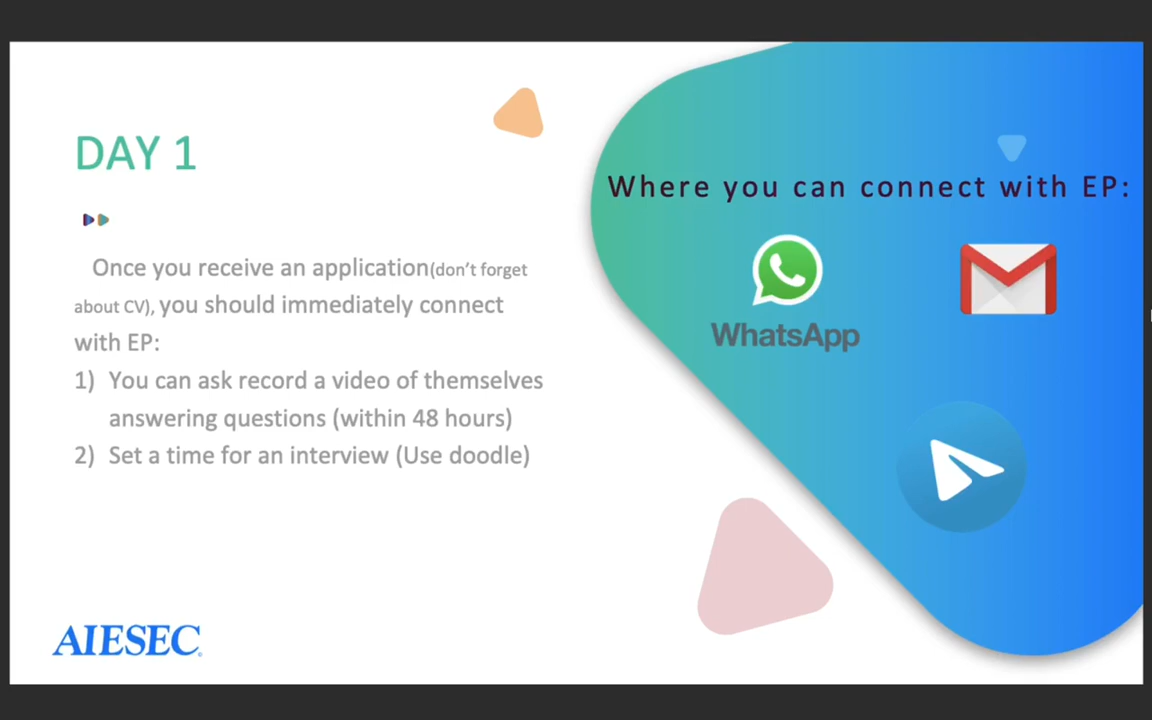 DAY 1
Once you receive an application(don't forget
about CV), you should immediately connect
with EP:
1) You can ask record a video of themselves
answering questions (within 48 hours)
2) Set a time for an interview (Use doodle)
AIESEC
Where you can connect with EP:
WhatsApp